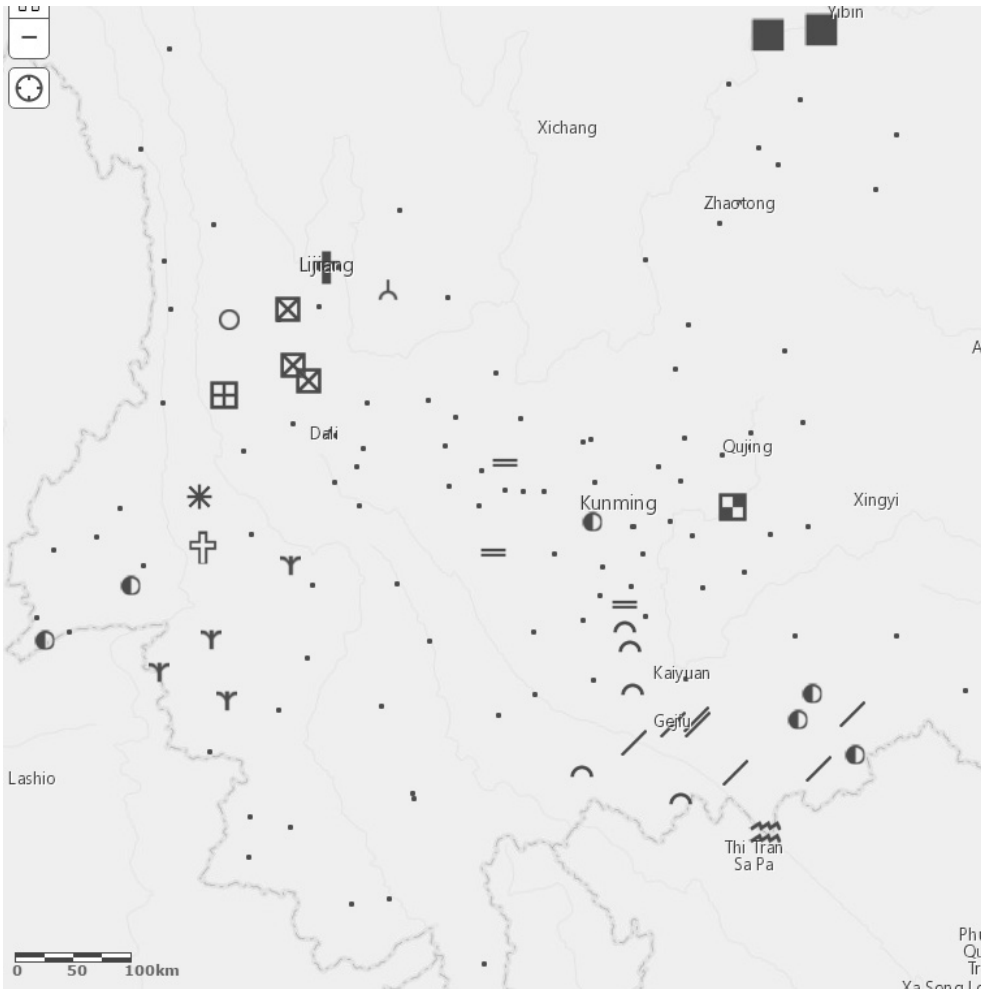 Yibin
Xichang
Zhaotong
Lijiang
Dali
Qujing
Kunming
Xingyi
Kaiyuan
Gejiu
Lashio
Thi Tran
Sa Pa
0 50 100km